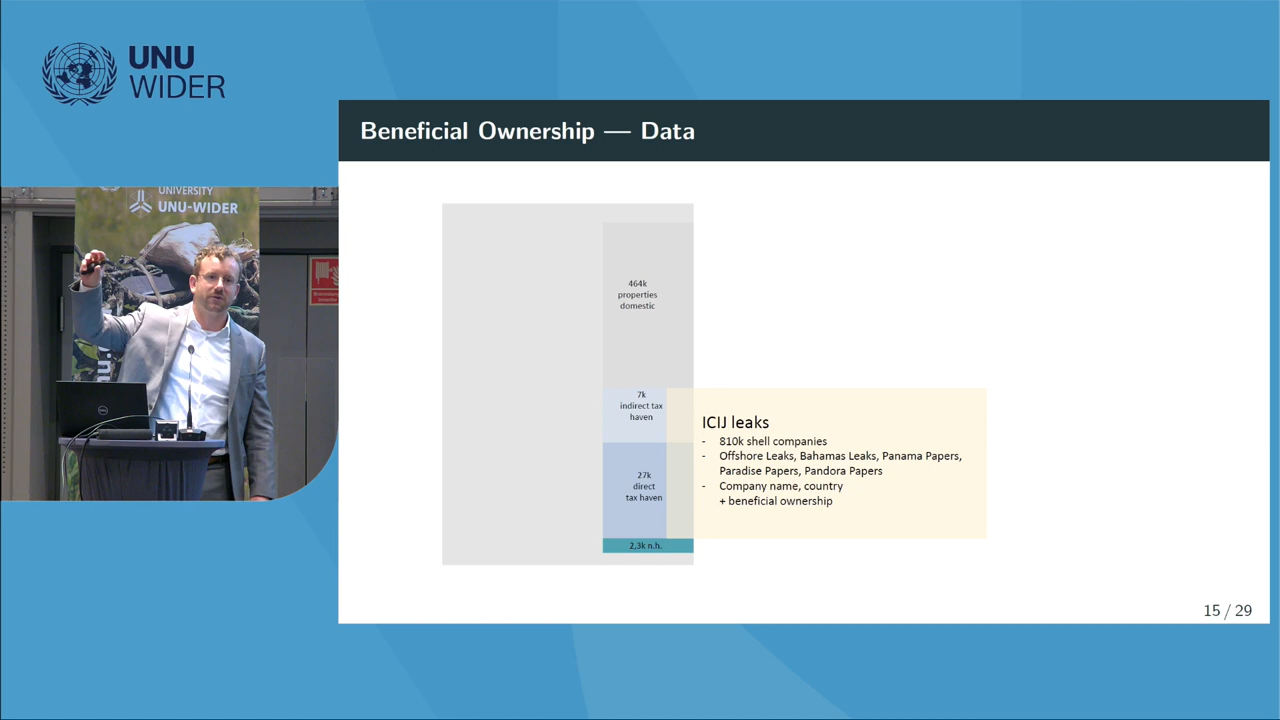 UNU
WIDER
Beneficial Ownership — Data
UNIVERSITY
UNU-WIDER
464k
properties
domestic
7k
indirect tax
haven
27k
direct
tax haven
2,3k n.h.
ICIJ leaks
- 810k shell companies
- Offshore Leaks, Bahamas Leaks, Panama Papers,
Paradise Papers, Pandora Papers
- Company name, country
+ beneficial ownership
15 / 29